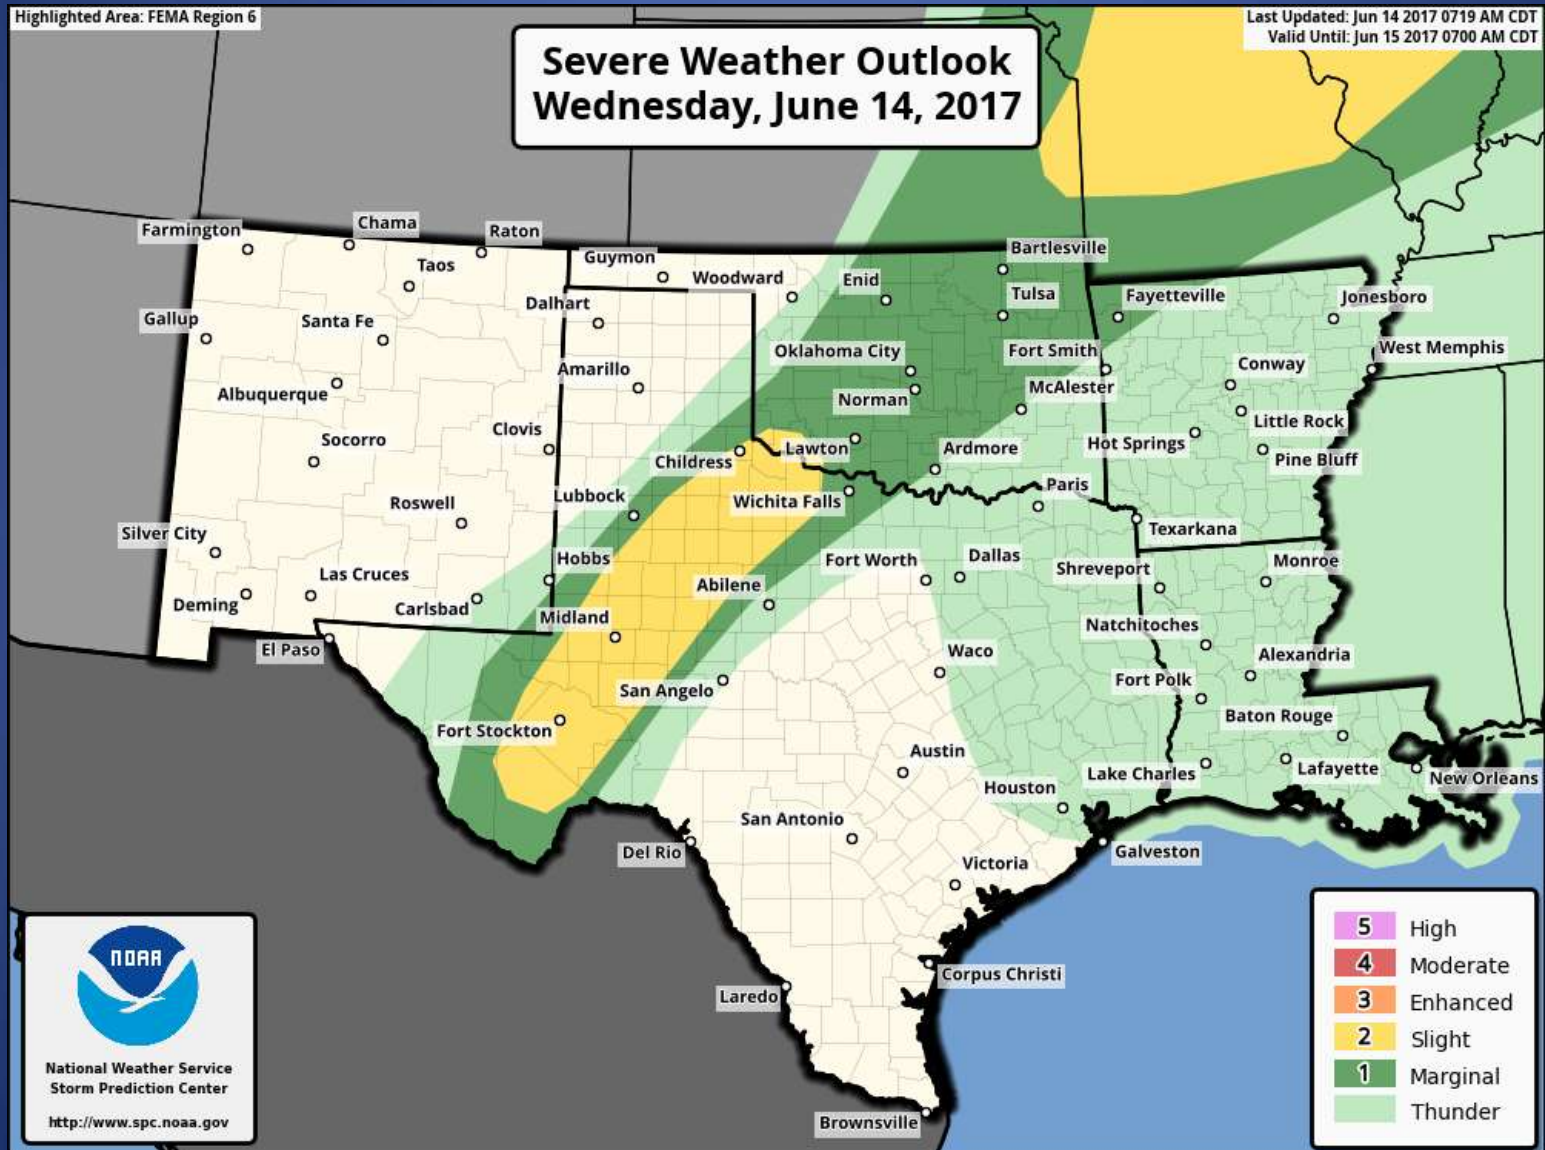 Highlighted Area: FEMA Region 6
Last Updated: Jun 14 2017 0719 AM CDT
Valid Until: Jun 15 2017 0700 AM CDT
Severe Weather Outlook
Wednesday, June 14, 2017
Farmington
Chama
Raton
Taos
Guymon
Woodward
Enid
Bartlesville
Tulsa
Fayetteville
Jonesboro
Gallup
Santa Fe
Dalhart
Oklahoma City
Fort Smith
West Memphis
Albuquerque
Amarillo
Norman
McAlester
Conway
Little Rock
Socorro
Clovis
Childress
Lawton
Ardmore
Hot Springs
Pine Bluff
Roswell
Lubbock
Wichita Falls
Paris
Texarkana
Silver City
Las Cruces
Hobbs
Fort Worth
Dallas
Shreveport
Monroe
Deming
Carlsbad
Midland
Abilene
Natchitoches
El Paso
San Angelo
Waco
Fort Polk
Alexandria
Fort Stockton
Austin
Baton Rouge
Houston
Lake Charles
Lafayette
New Orleans
San Antonio
Del Rio
Victoria
Galveston
Laredo
Corpus Christi
Brownsville
NOAA
National Weather Service
Storm Prediction Center
http://www.spc.noaa.gov
5 High
4 Moderate
3 Enhanced
2 Slight
1 Marginal
Thunder